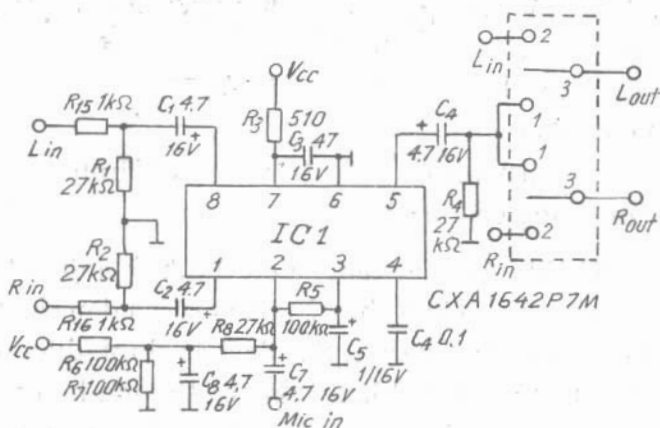 Vcc
R15 1kΩ
C1 4.7
16V
L in
R1
27kΩ
R3
510
C3 47
16V
C4
4.7 16V
R4
27
kΩ
L in
2
3
L out
1
1
3
R out
R in
2
8
7
6
5
IC1
1
2
3
4
R2
27kΩ
C2 4.7
16V
R in
R16 1kΩ
Vcc
R6 100kΩ
R7 100kΩ
C8 4.7
16V
R8 27kΩ
R5
100kΩ
C7
4.7 16V
Mic in
C5
1/16V
C4 0.1
CXA1642P7M